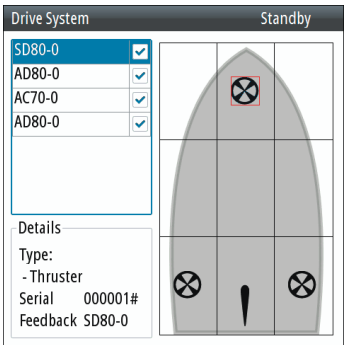 Drive System Standby
SD80-0
AD80-0
AC70-0
AD80-0
Details
Type:
- Thruster
Serial 000001#
Feedback SD80-0